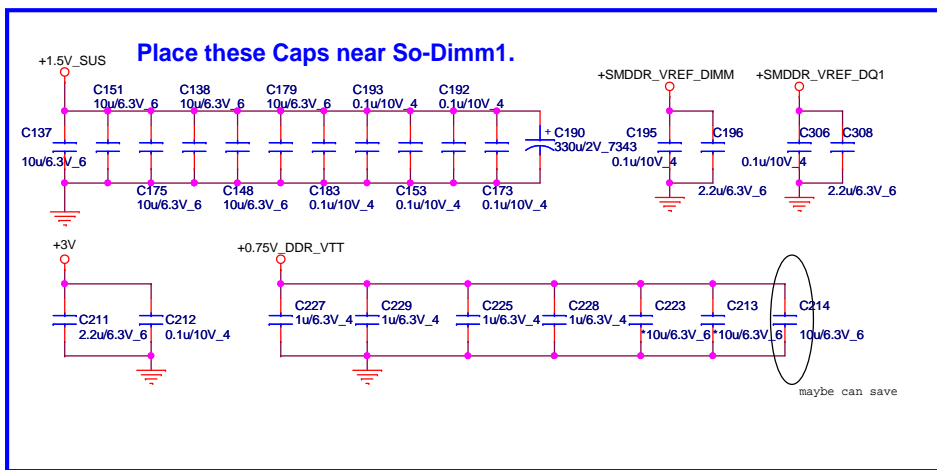 Place these Caps near So-Dimm1.
+1.5V_SUS
+SMDDR_VREF_DIMM
+SMDDR_VREF_DQ1
C151
10u/6.3V_6
C138
10u/6.3V_6
C179
10u/6.3V_6
C193
0.1u/10V_4
C192
0.1u/10V_4
C137
10u/6.3V_6
+ C190
330u/2V_7343
C195
0.1u/10V_4
C196
2.2u/6.3V_6
C306
0.1u/10V_4
C308
2.2u/6.3V_6
C175
10u/6.3V_6
C148
10u/6.3V_6
C183
0.1u/10V_4
C153
0.1u/10V_4
C173
0.1u/10V_4
+3V
+0.75V_DDR_VTT
C211
2.2u/6.3V_6
C212
0.1u/10V_4
C227
1u/6.3V_4
C229
1u/6.3V_4
C225
1u/6.3V_4
C228
1u/6.3V_4
C223
*10u/6.3V_6
C213
*10u/6.3V_6
C214
10u/6.3V_6
maybe can save